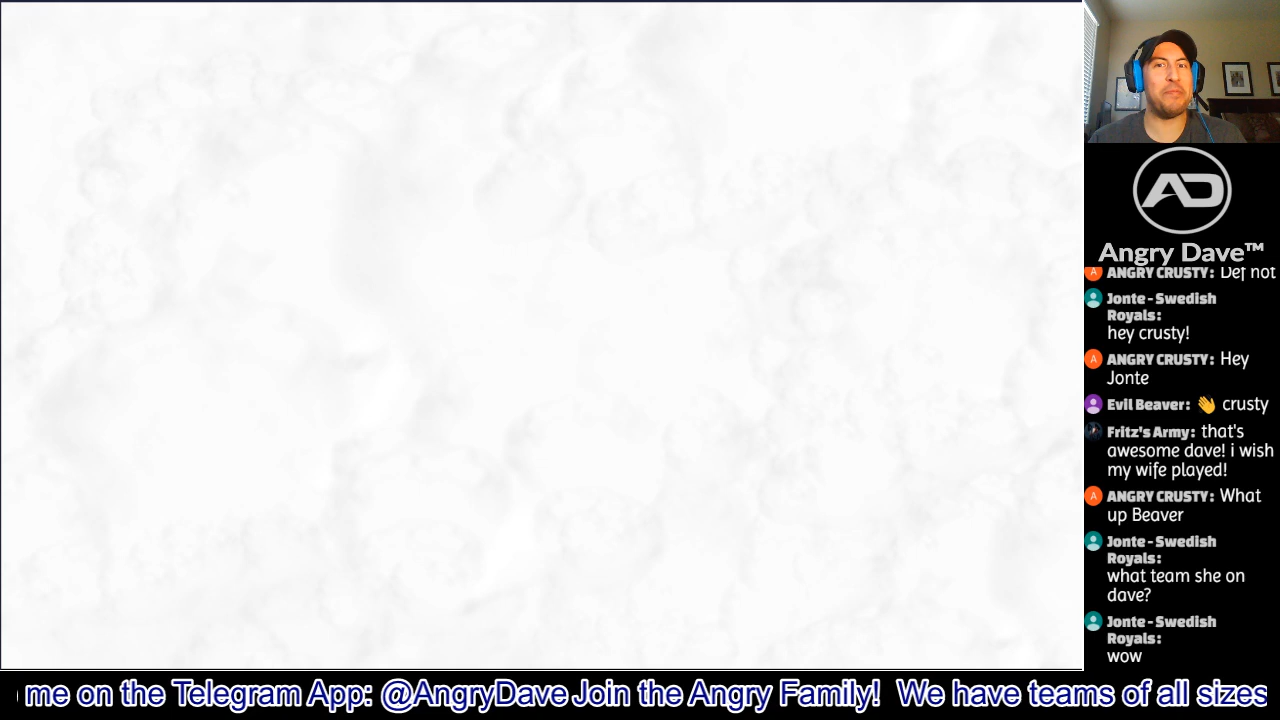 AD
Angry Dave™
A ANGRY CRUSTY: Def not
Jonte - Swedish
Royals:
hey crusty!
A ANGRY CRUSTY: Hey
Jonte
Evil Beaver: 👋 crusty
Fritz's Army: that's
awesome dave! i wish
my wife played!
A ANGRY CRUSTY: What
up Beaver
Jonte - Swedish
Royals:
what team she on
dave?
Jonte - Swedish
Royals:
wow
me on the Telegram App: @AngryDave Join the Angry Family! We have teams of all sizes